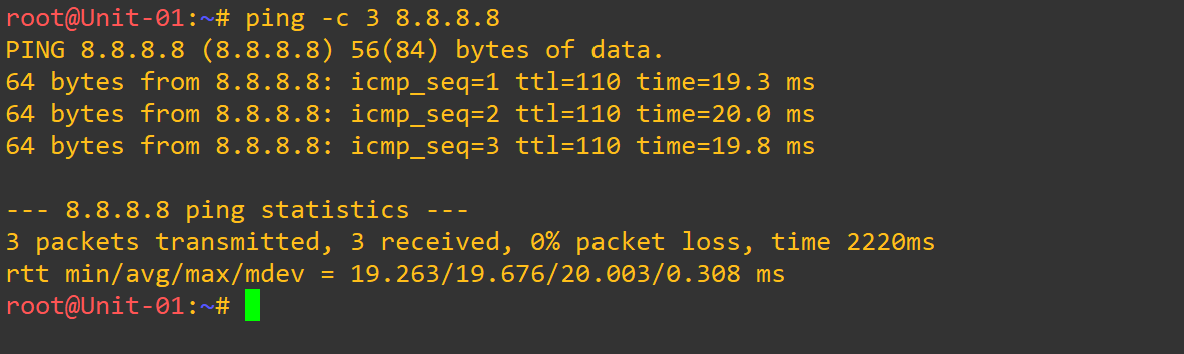 root@Unit-01:~# ping -c 3 8.8.8.8
PING 8.8.8.8 (8.8.8.8) 56(84) bytes of data.
64 bytes from 8.8.8.8: icmp_seq=1 ttl=110 time=19.3 ms
64 bytes from 8.8.8.8: icmp_seq=2 ttl=110 time=20.0 ms
64 bytes from 8.8.8.8: icmp_seq=3 ttl=110 time=19.8 ms

--- 8.8.8.8 ping statistics ---
3 packets transmitted, 3 received, 0% packet loss, time 2220ms
rtt min/avg/max/mdev = 19.263/19.676/20.003/0.308 ms
root@Unit-01:~#